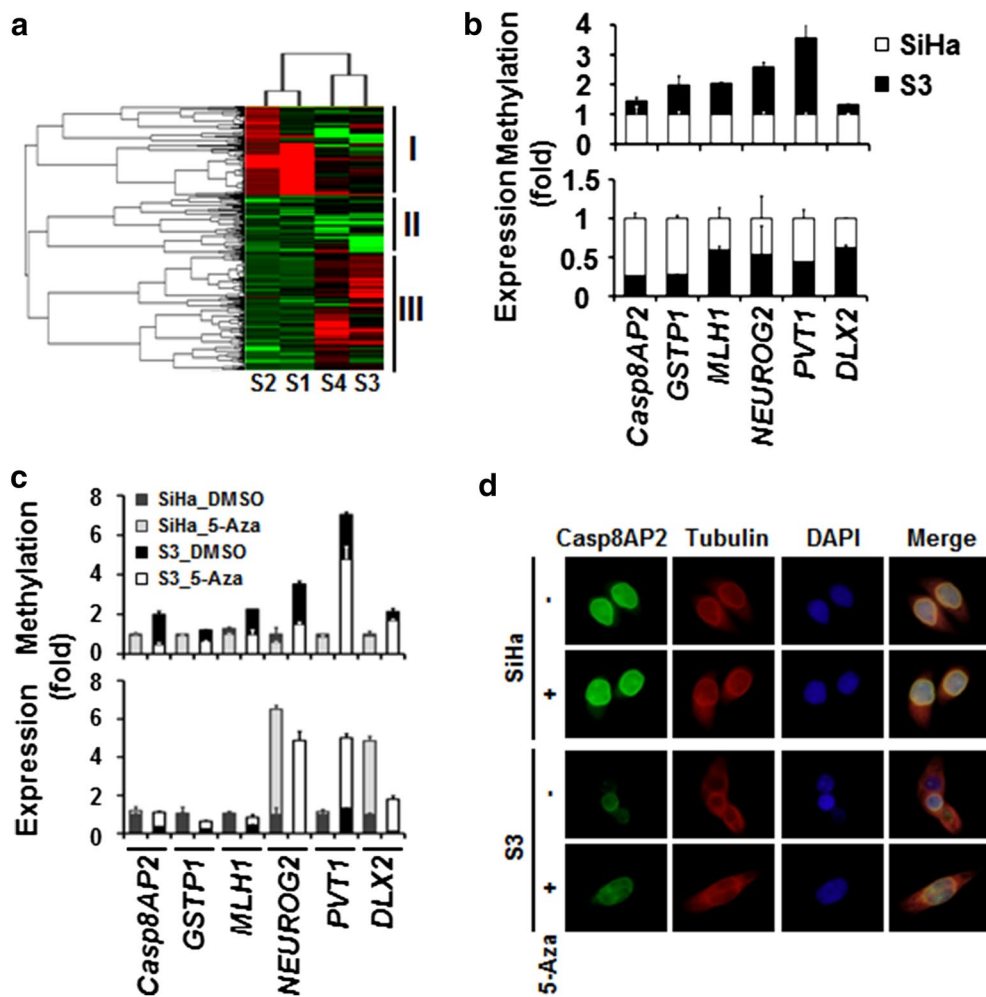 a
I
II
III
S2 S1 S4 S3
b
4
3
2
1
0
Methylation
SiHa
S3
1.5
1
0.5
0
Expression
(fold)
Casp8AP2
GSTP1
MLH1
NEUROG2
PVT1
DLX2
c
8
6
4
2
0
Methylation
SiHa_DMSO
SiHa_5-Aza
S3_DMSO
S3_5-Aza
8
6
4
2
0
Expression
(fold)
Casp8AP2
GSTP1
MLH1
NEUROG2
PVT1
DLX2
d
Casp8AP2 Tubulin DAPI Merge
SiHa
-
+
S3
-
+
5-Aza